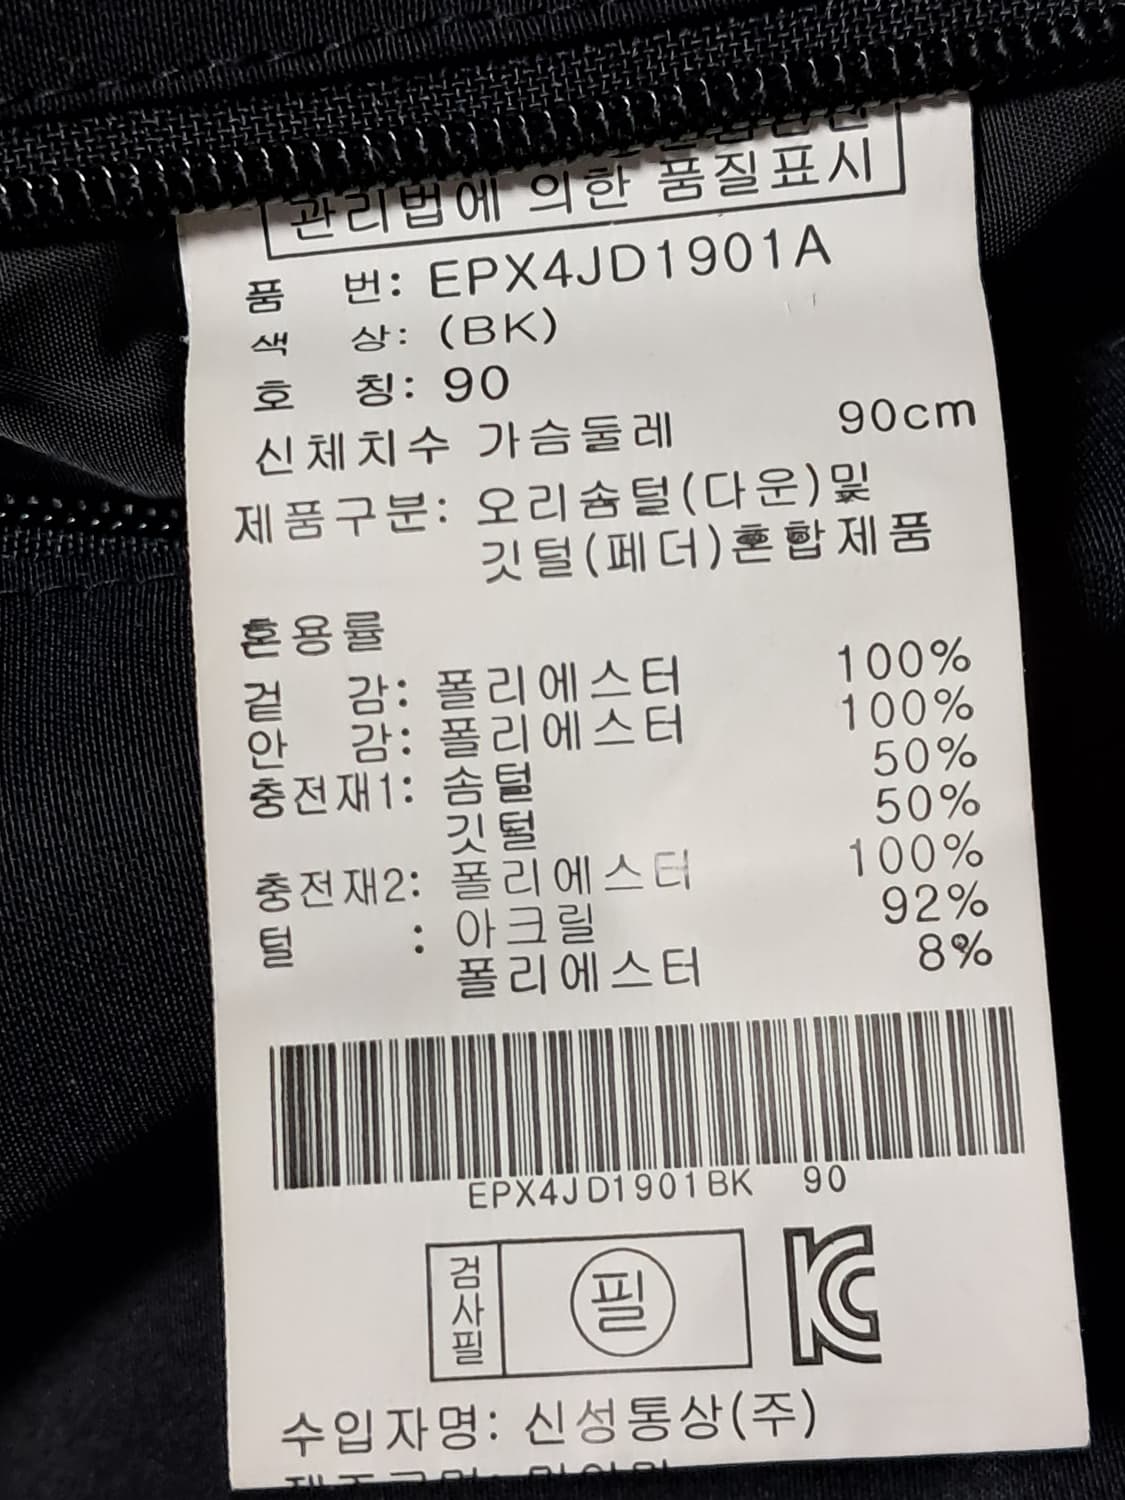 관리법에 의한 품질표시
품 번: EPX4JD1901A
색 상: (BK)
호 칭: 90
신체치수 가슴둘레 90cm
제품구분: 오리솜털(다운)및
깃털(페더)혼합제품
혼용률
겉 감: 폴리에스터 100%
안 감: 폴리에스터 100%
충전재1: 솜털 50%
깃털 50%
충전재2: 폴리에스터 100%
털 : 아크릴 92%
폴리에스터 8%
EPX4JD1901BK 90
검사필 필
KC
수입자명: 신성통상(주)